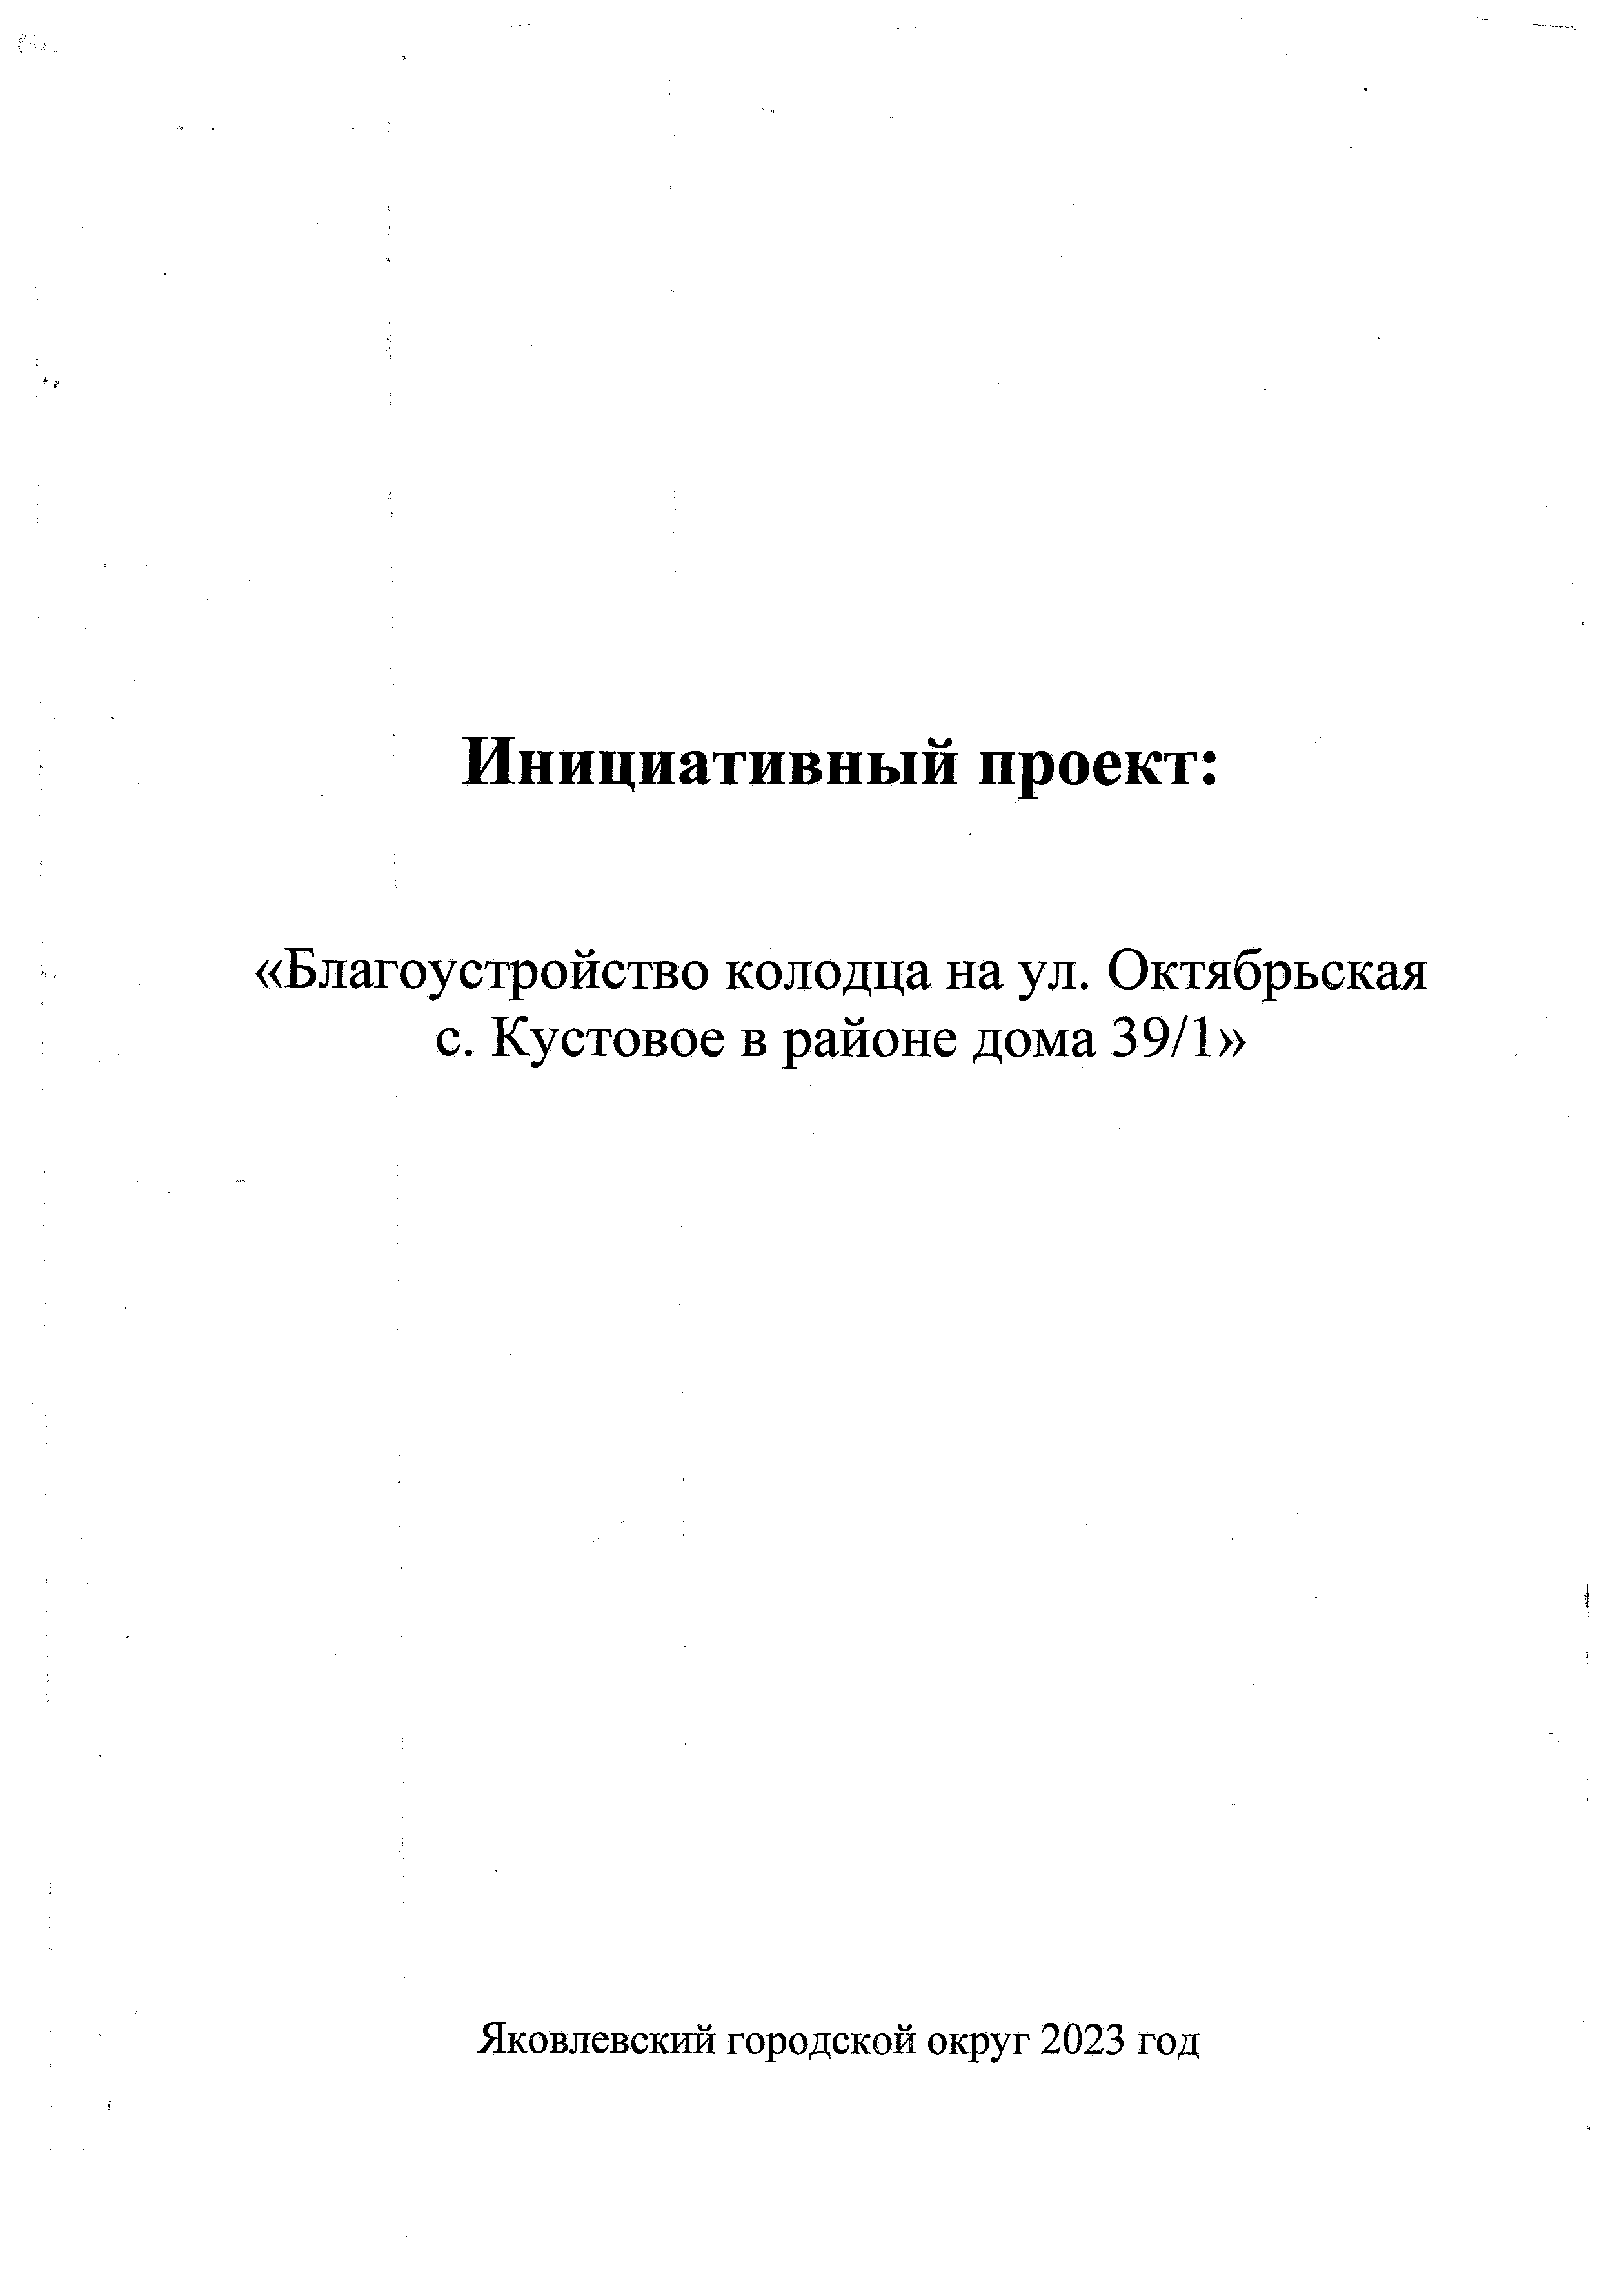 Инициативный проект:
«Благоустройство колодца на ул. Октябрьская
с. Кустовое в районе дома 39/1»
Яковлевский городской округ 2023 год